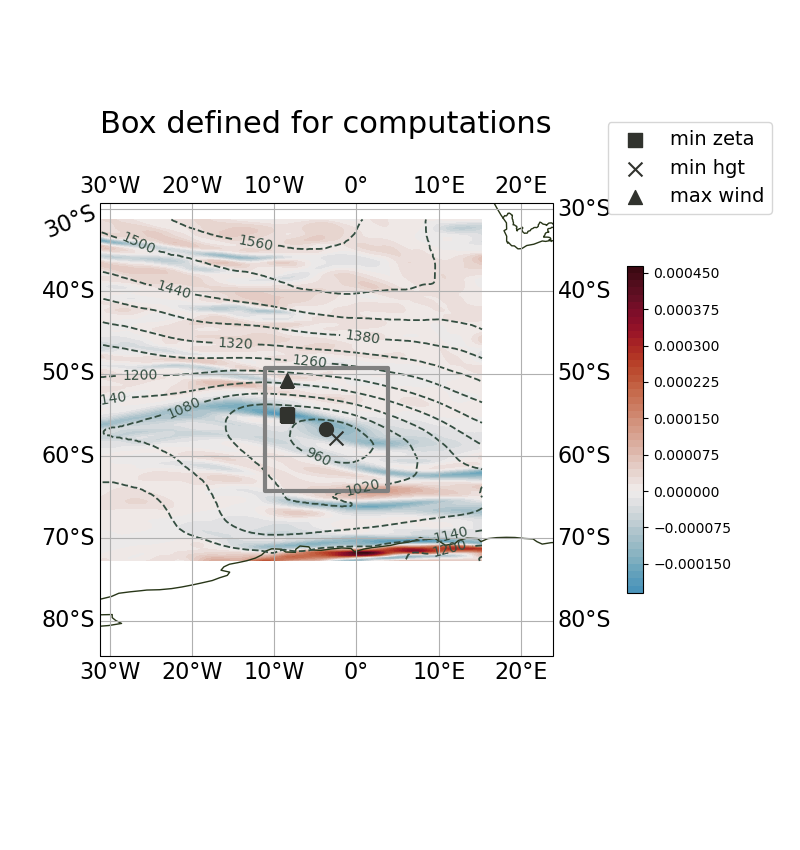 Box defined for computations
min zeta
min hgt
max wind
30°W 20°W 10°W 0° 10°E 20°E
30°S 30°S
1500 1560
1440
40°S 40°S
1320 1380
1260
50°S 1200 50°S
140 1080
60°S 960 60°S
1020
70°S 1140 70°S
1200
80°S 80°S
30°W 20°W 10°W 0° 10°E 20°E
0.000450
0.000375
0.000300
0.000225
0.000150
0.000075
0.000000
−0.000075
−0.000150